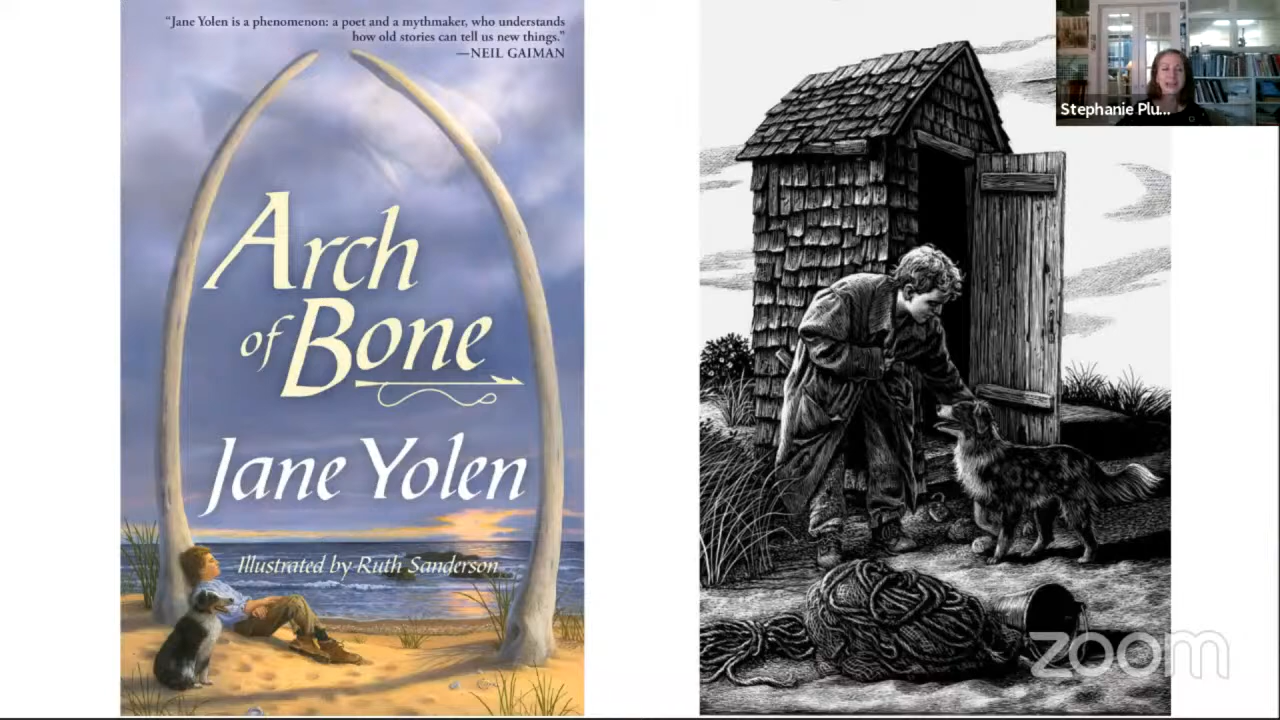 “Jane Yolen is a phenomenon: a poet and a mythmaker, who understands
how old stories can tell us new things.”
—NEIL GAIMAN
Arch
of Bone
Jane Yolen
Illustrated by Ruth Sanderson
Stephanie Plu...
zoom